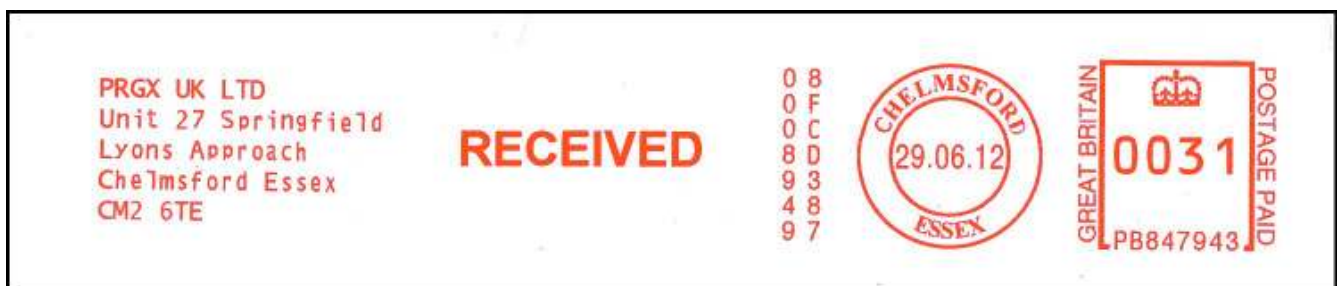 PRGX UK LTD
Unit 27 Springfield
Lyons Approach
Chelmsford Essex
CM2 6TE
RECEIVED
0 8
0 F
0 C
8 D
9 3
4 8
9 7
CHELMSFORD
29.06.12
ESSEX
GREAT BRITAIN
0031
PB847943
POSTAGE PAID